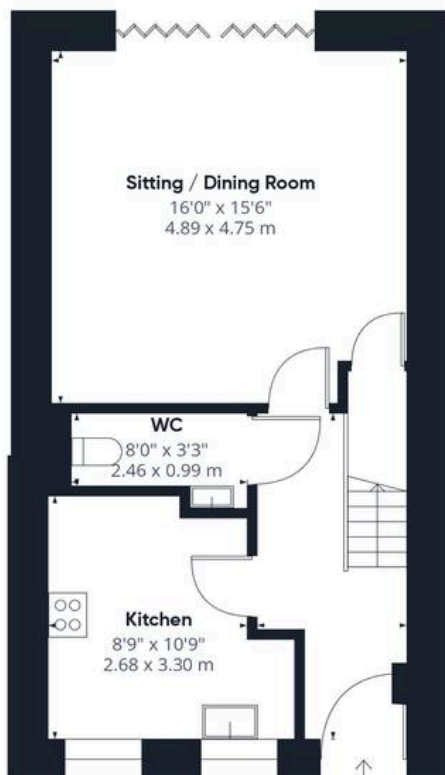 Sitting / Dining Room
16'0" x 15'6"
4.89 x 4.75 m
WC
8'0" x 3'3"
2.46 x 0.99 m
Kitchen
8'9" x 10'9"
2.68 x 3.30 m